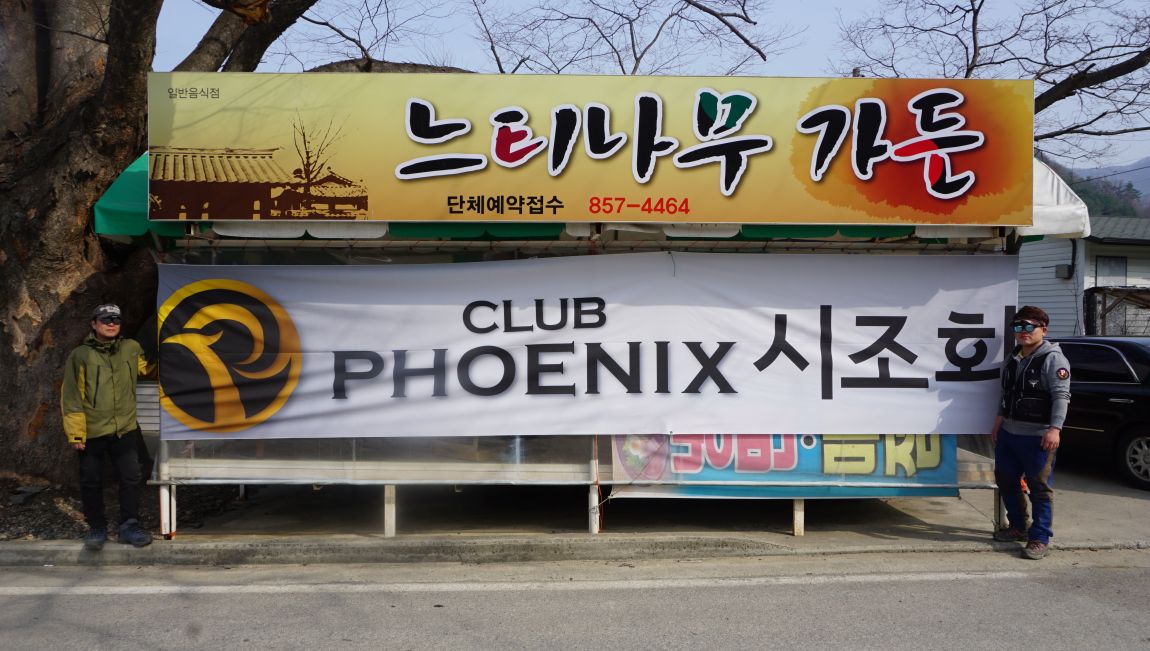 일반음식점
느티나무 가든
단체예약접수 857-4464
CLUB
PHOENIX 시조회